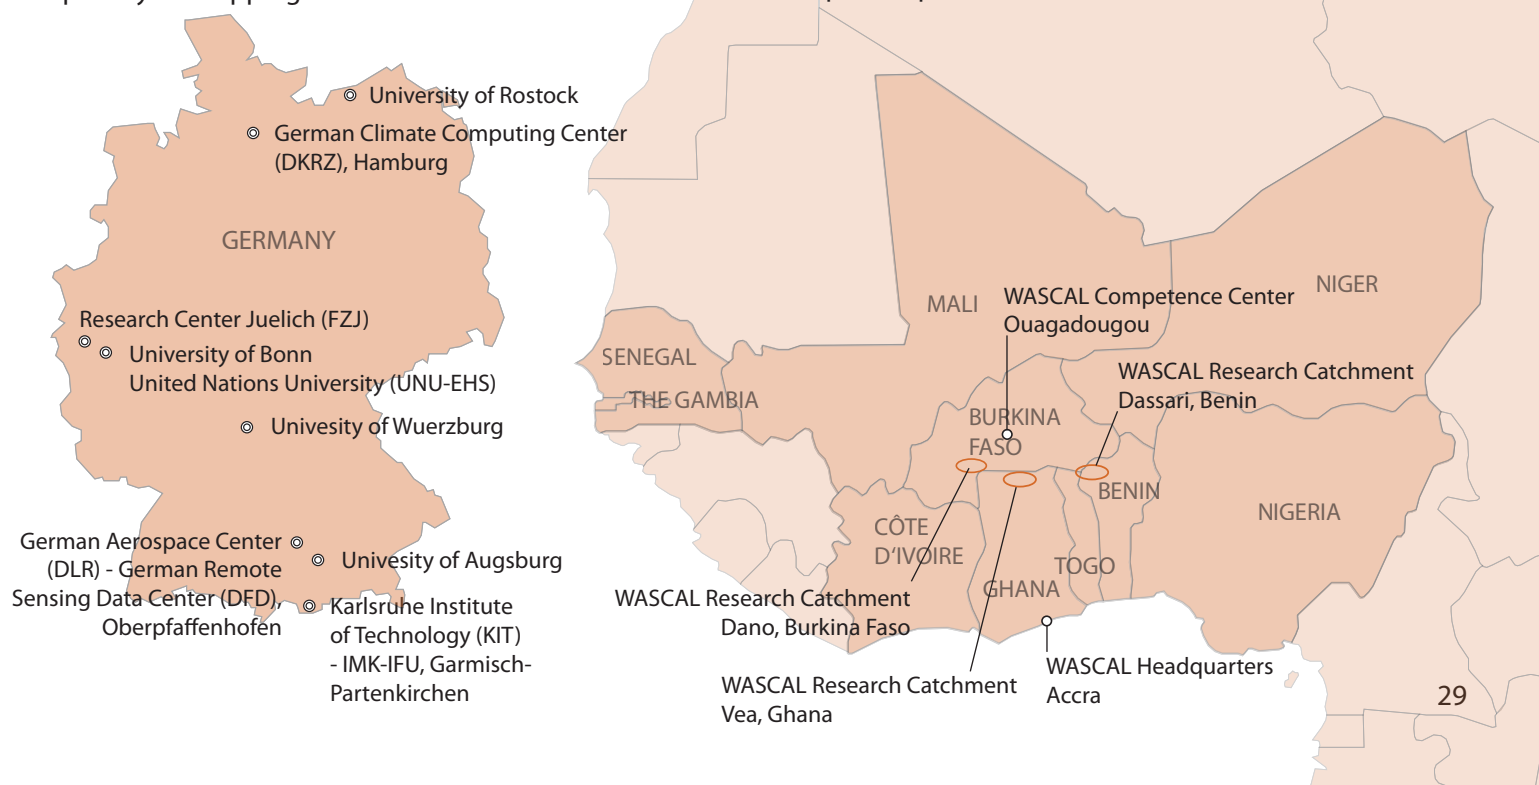 University of Rostock
German Climate Computing Center
(DKRZ), Hamburg
GERMANY
Research Center Juelich (FZJ)
University of Bonn
United Nations University (UNU-EHS)
Univesity of Wuerzburg
German Aerospace Center
(DLR) - German Remote
Sensing Data Center (DFD),
Oberpfaffenhofen
Univesity of Augsburg
Karlsruhe Institute
of Technology (KIT)
- IMK-IFU, Garmisch-
Partenkirchen
MALI
NIGER
WASCAL Competence Center
Ouagadougou
SENEGAL
THE GAMBIA
WASCAL Research Catchment
Dassari, Benin
BURKINA
FASO
BENIN
NIGERIA
CÔTE
D'IVOIRE
TOGO
GHANA
WASCAL Research Catchment
Dano, Burkina Faso
WASCAL Research Catchment
Vea, Ghana
WASCAL Headquarters
Accra
29